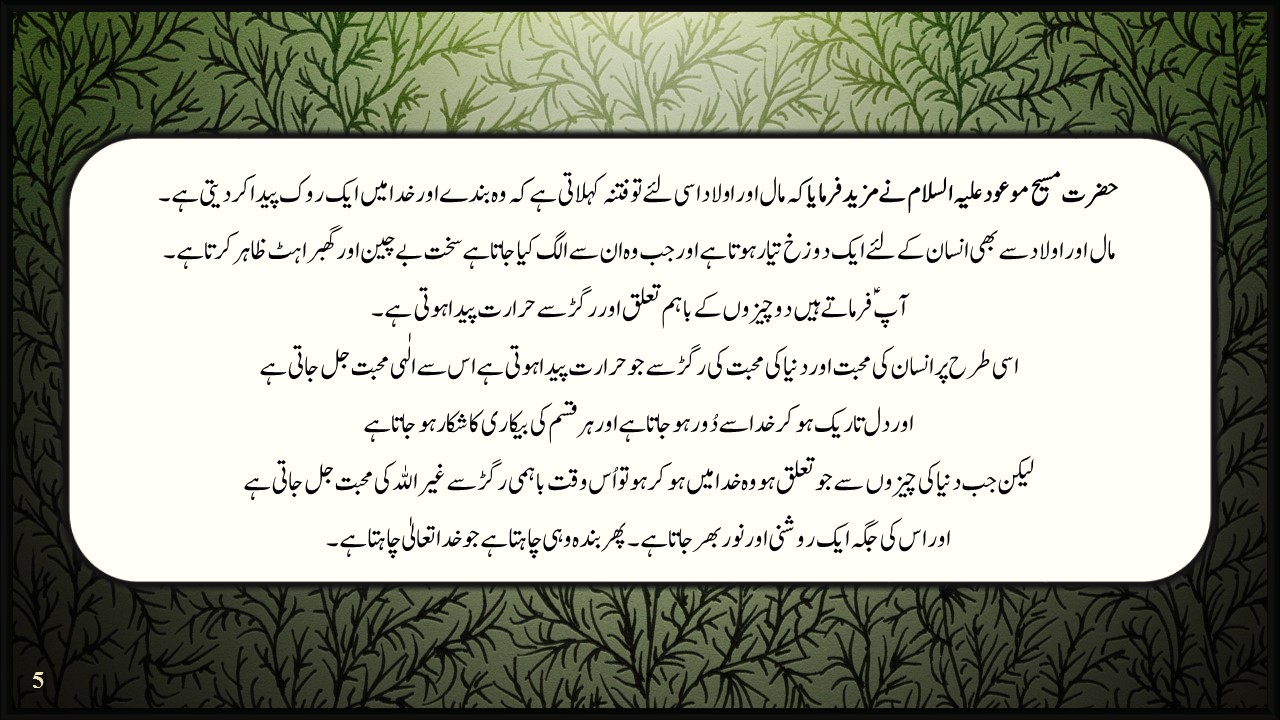 حضرت مسیح موعود علیہ السلام نے مزید فرمایا کہ مال اور اولاد اسی لئے تو فتنہ کہلاتی ہے کہ وہ بندے اور خدا میں ایک روک پیدا کر دیتی ہے۔
مال اور اولاد سے بھی انسان کے لئے ایک دوزخ تیار ہوتا ہے اور جب وہ ان سے الگ کیا جاتا ہے سخت بے چین اور گھبراہٹ ظاہر کرتا ہے۔
آپؑ فرماتے ہیں دو چیزوں کے باہم تعلق اور رگڑ سے حرارت پیدا ہوتی ہے۔
اسی طرح پر انسان کی محبت اور دنیا کی محبت کی رگڑ سے جو حرارت پیدا ہوتی ہے اس سے الٰہی محبت جل جاتی ہے
اور دل تاریک ہو کر خدا سے دُور ہو جاتا ہے اور ہر قسم کی بیکاری کا شکار ہو جاتا ہے
لیکن جب دنیا کی چیزوں سے جو تعلق ہو وہ خدا میں ہو کر ہو تو اُس وقت باہمی رگڑ سے غیر اللہ کی محبت جل جاتی ہے
اور اس کی جگہ ایک روشنی اور نور بھر جاتا ہے۔ پھر بندہ وہی چاہتا ہے جو خدا تعالیٰ چاہتا ہے۔
5